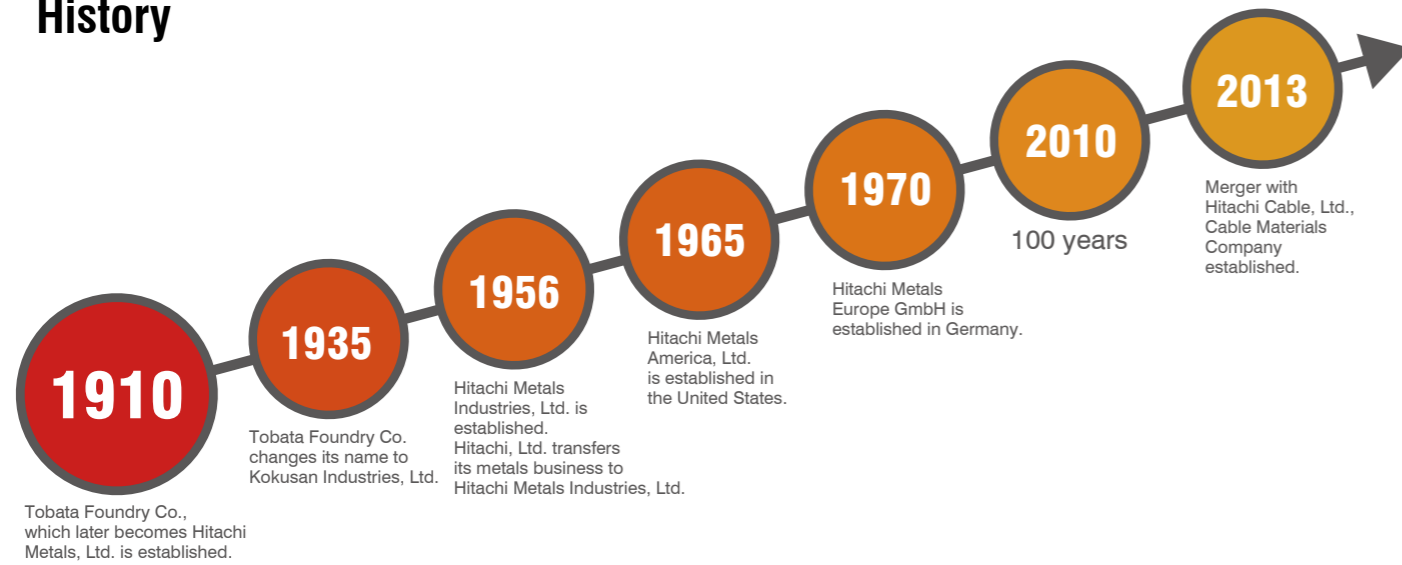 History
1910
Tobata Foundry Co.,
which later becomes Hitachi
Metals, Ltd. is established.
1935
Tobata Foundry Co.
changes its name to
Kokusan Industries, Ltd.
1956
Hitachi Metals
Industries, Ltd. is
established.
Hitachi, Ltd. transfers
its metals business to
Hitachi Metals Industries, Ltd.
1965
Hitachi Metals
America, Ltd.
is established in
the United States.
1970
Hitachi Metals
Europe GmbH is
established in Germany.
2010
100 years
2013
Merger with
Hitachi Cable, Ltd.,
Cable Materials
Company
established.